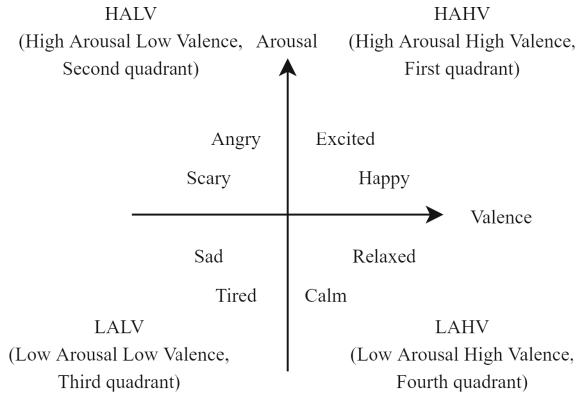 HALV
(High Arousal Low Valence,
Second quadrant)
Arousal
HAHV
(High Arousal High Valence,
First quadrant)
Angry
Excited
Scary
Happy
Valence
Sad
Relaxed
Tired
Calm
LALV
(Low Arousal Low Valence,
Third quadrant)
LAHV
(Low Arousal High Valence,
Fourth quadrant)